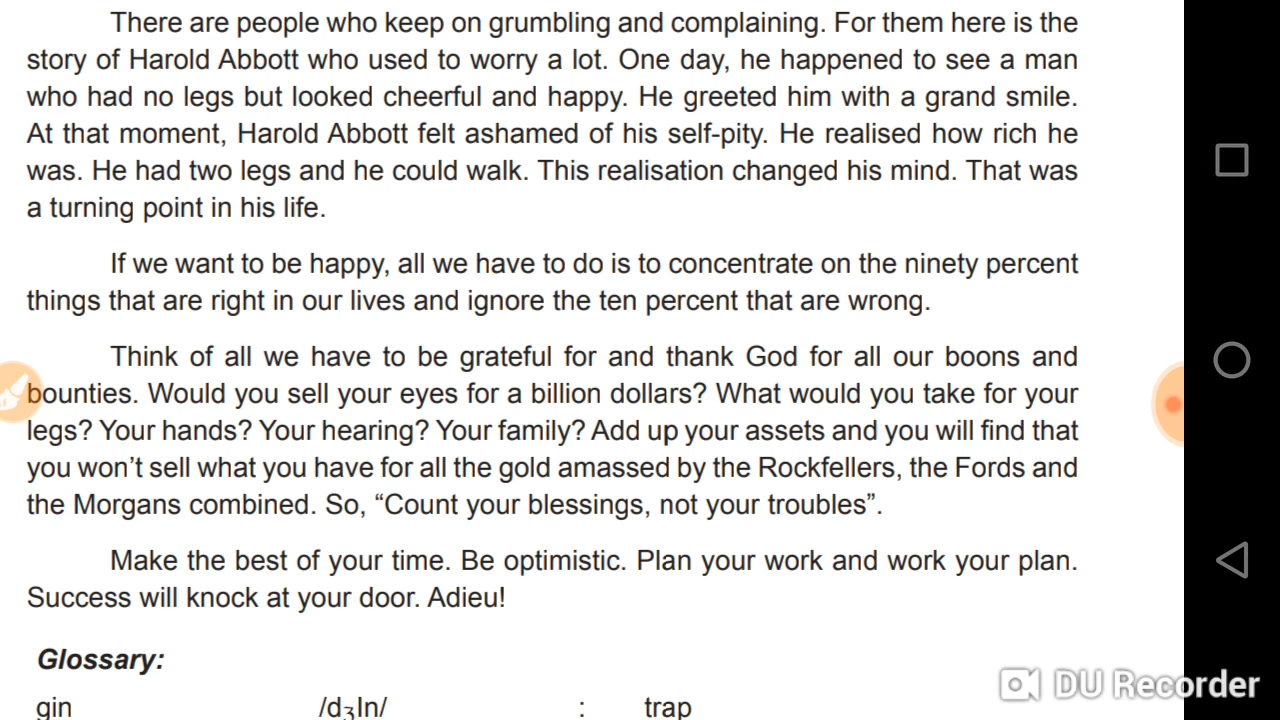 There are people who keep on grumbling and complaining. For them here is the
story of Harold Abbott who used to worry a lot. One day, he happened to see a man
who had no legs but looked cheerful and happy. He greeted him with a grand smile.
At that moment, Harold Abbott felt ashamed of his self-pity. He realised how rich he
was. He had two legs and he could walk. This realisation changed his mind. That was
a turning point in his life.
If we want to be happy, all we have to do is to concentrate on the ninety percent
things that are right in our lives and ignore the ten percent that are wrong.
Think of all we have to be grateful for and thank God for all our boons and
bounties. Would you sell your eyes for a billion dollars? What would you take for your
legs? Your hands? Your hearing? Your family? Add up your assets and you will find that
you won’t sell what you have for all the gold amassed by the Rockfellers, the Fords and
the Morgans combined. So, “Count your blessings, not your troubles”.
Make the best of your time. Be optimistic. Plan your work and work your plan.
Success will knock at your door. Adieu!
Glossary:
gin /dʒIn/ : trap
DU Recorder